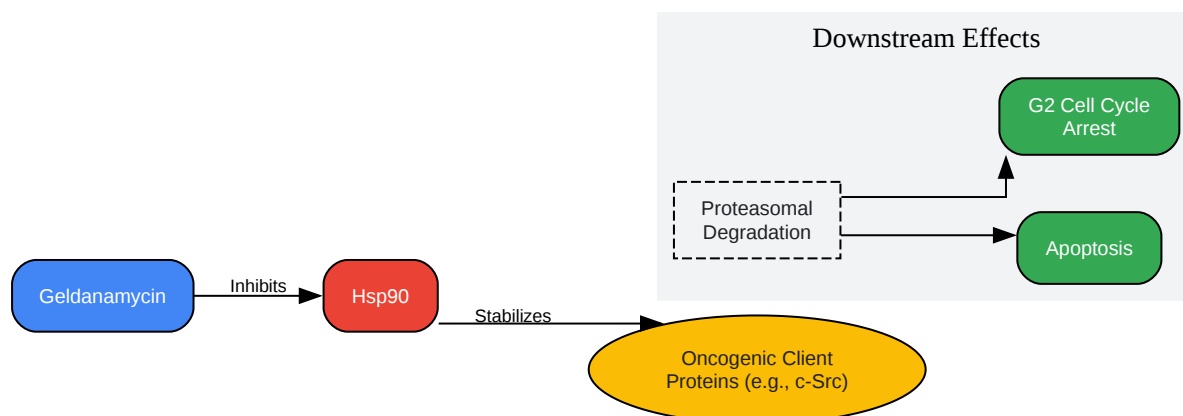 Downstream Effects
G2 Cell Cycle
Arrest
Proteasomal
Degradation
Apoptosis
Geldanamycin
Inhibits
Hsp90
Stabilizes
Oncogenic Client
Proteins (e.g., c-Src)